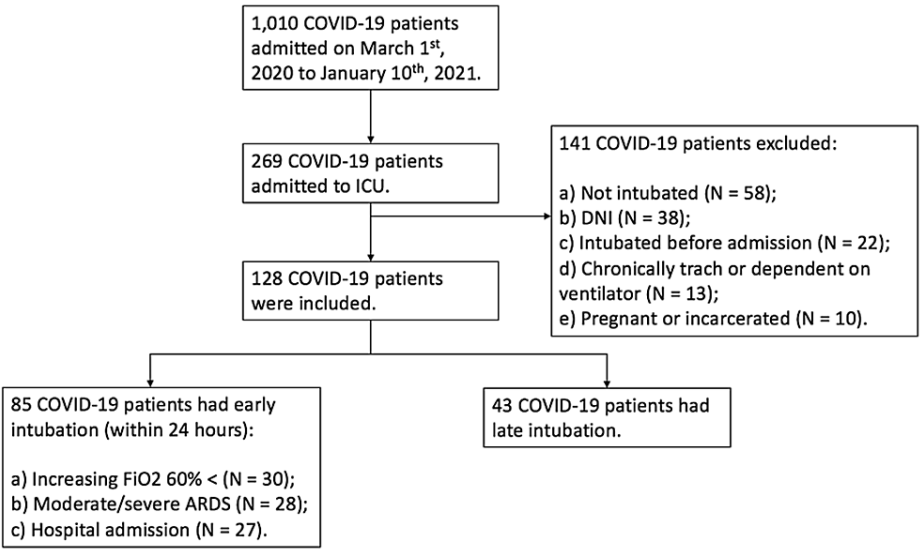 1,010 COVID-19 patients
admitted on March 1st,
2020 to January 10th, 2021.
269 COVID-19 patients
admitted to ICU.
141 COVID-19 patients excluded:
a) Not intubated (N = 58);
b) DNI (N = 38);
c) Intubated before admission (N = 22);
d) Chronically trach or dependent on
ventilator (N = 13);
e) Pregnant or incarcerated (N = 10).
128 COVID-19 patients
were included.
85 COVID-19 patients had early
intubation (within 24 hours):
a) Increasing FiO2 60% < (N = 30);
b) Moderate/severe ARDS (N = 28);
c) Hospital admission (N = 27).
43 COVID-19 patients had
late intubation.